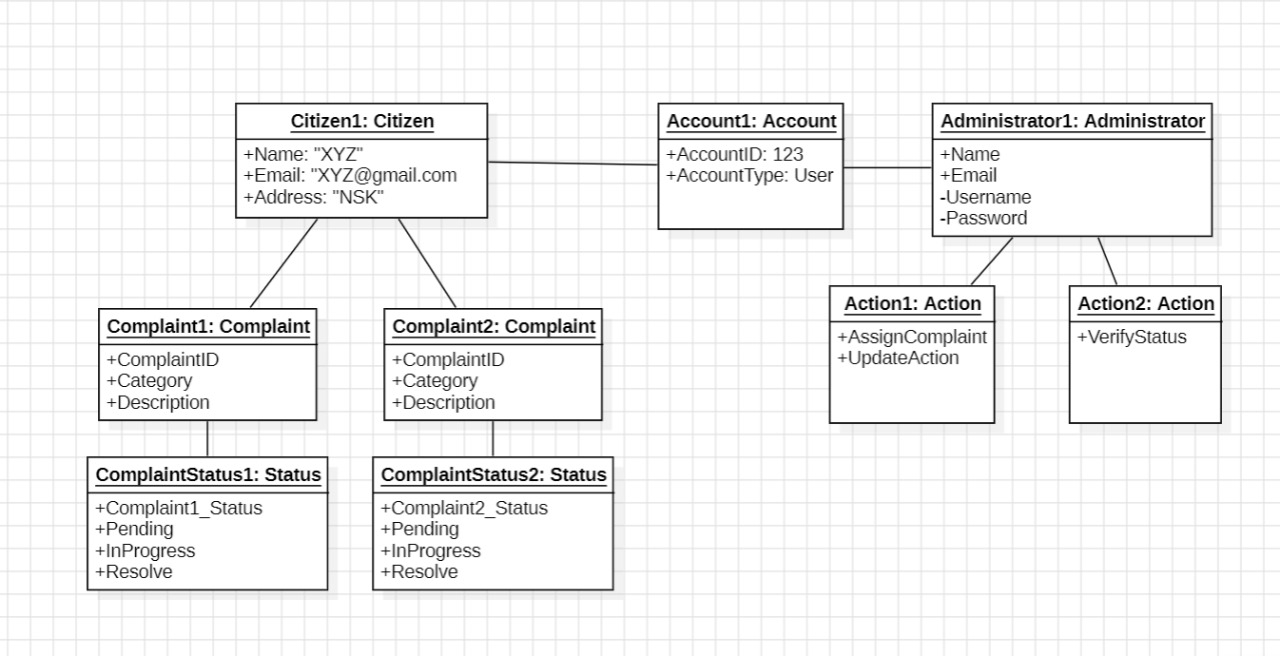 Citizen1: Citizen
+Name: "XYZ"
+Email: "XYZ@gmail.com
+Address: "NSK"
Account1: Account
+AccountID: 123
+AccountType: User
Administrator1: Administrator
+Name
+Email
-Username
-Password
Complaint1: Complaint
+ComplaintID
+Category
+Description
Complaint2: Complaint
+ComplaintID
+Category
+Description
Action1: Action
+AssignComplaint
+UpdateAction
Action2: Action
+VerifyStatus
ComplaintStatus1: Status
+Complaint1_Status
+Pending
+InProgress
+Resolve
ComplaintStatus2: Status
+Complaint2_Status
+Pending
+InProgress
+Resolve